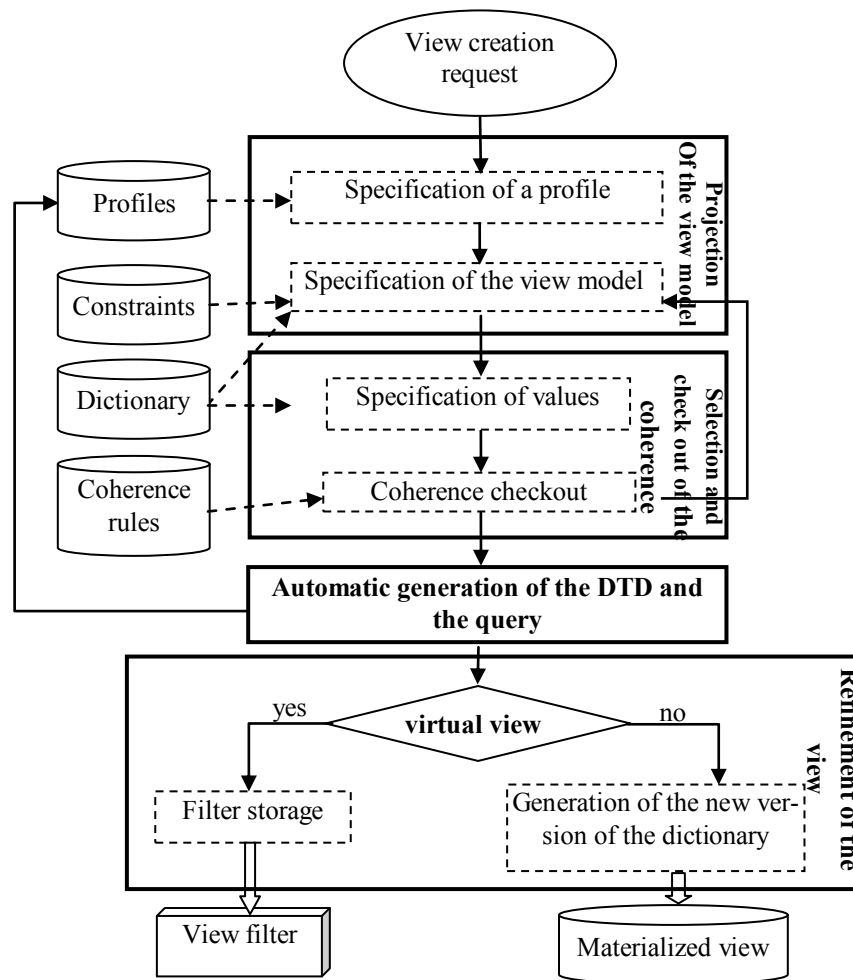 View creation
request
Projection
Of the view model
Profiles
Specification of a profile
Specification of the view model
Constraints
Dictionary
Specification of values
Selection and
check out of the
coherence
Coherence
rules
Coherence checkout
Automatic generation of the DTD and
the query
Refinement of the
view
yes
virtual view
no
Filter storage
Generation of the new ver-
sion of the dictionary
View filter
Materialized view